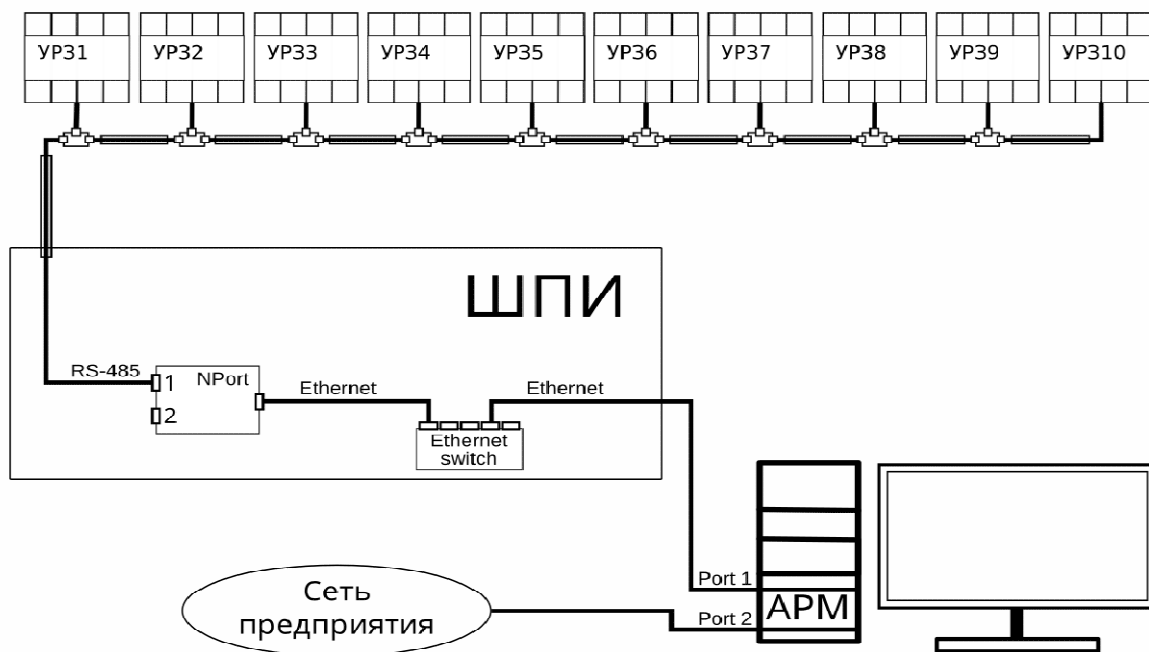 УРЗ1
УРЗ2
УРЗ3
УРЗ4
УРЗ5
УРЗ6
УРЗ7
УРЗ8
УРЗ9
УРЗ10
ШПИ
RS-485
1
NPort
2
Ethernet
Ethernet
Ethernet
switch
Port 1
АРМ
Port 2
Сеть
предприятия